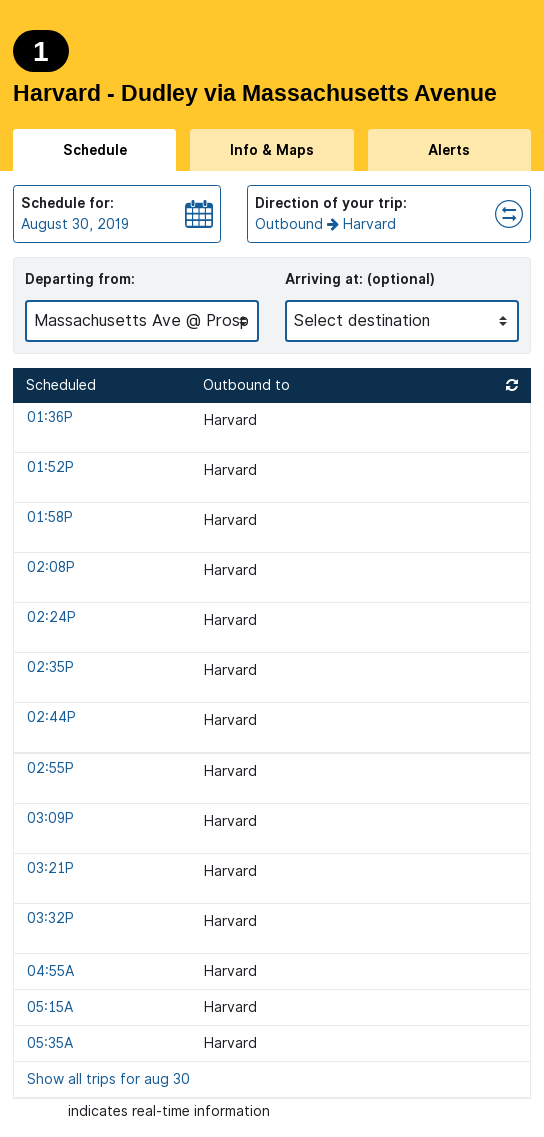 1
Harvard - Dudley via Massachusetts Avenue
Schedule Info & Maps Alerts
Schedule for:
August 30, 2019
Direction of your trip:
Outbound Harvard
Departing from:
Massachusetts Ave @ Prosp
Arriving at: (optional)
Select destination
Scheduled Outbound to
01:36P Harvard
01:52P Harvard
01:58P Harvard
02:08P Harvard
02:24P Harvard
02:35P Harvard
02:44P Harvard
02:55P Harvard
03:09P Harvard
03:21P Harvard
03:32P Harvard
04:55A Harvard
05:15A Harvard
05:35A Harvard
Show all trips for aug 30
indicates real-time information